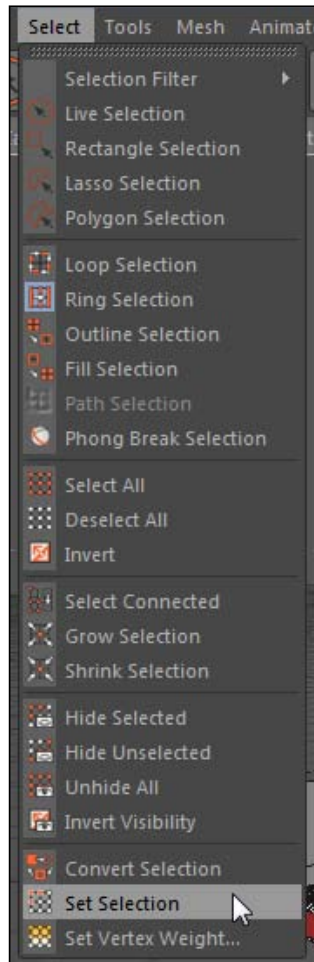 Select Tools Mesh Animat
Selection Filter
Live Selection
Rectangle Selection
Lasso Selection
Polygon Selection
Loop Selection
Ring Selection
Outline Selection
Fill Selection
Path Selection
Phong Break Selection
Select All
Deselect All
Invert
Select Connected
Grow Selection
Shrink Selection
Hide Selected
Hide Unselected
Unhide All
Invert Visibility
Convert Selection
Set Selection
Set Vertex Weight...